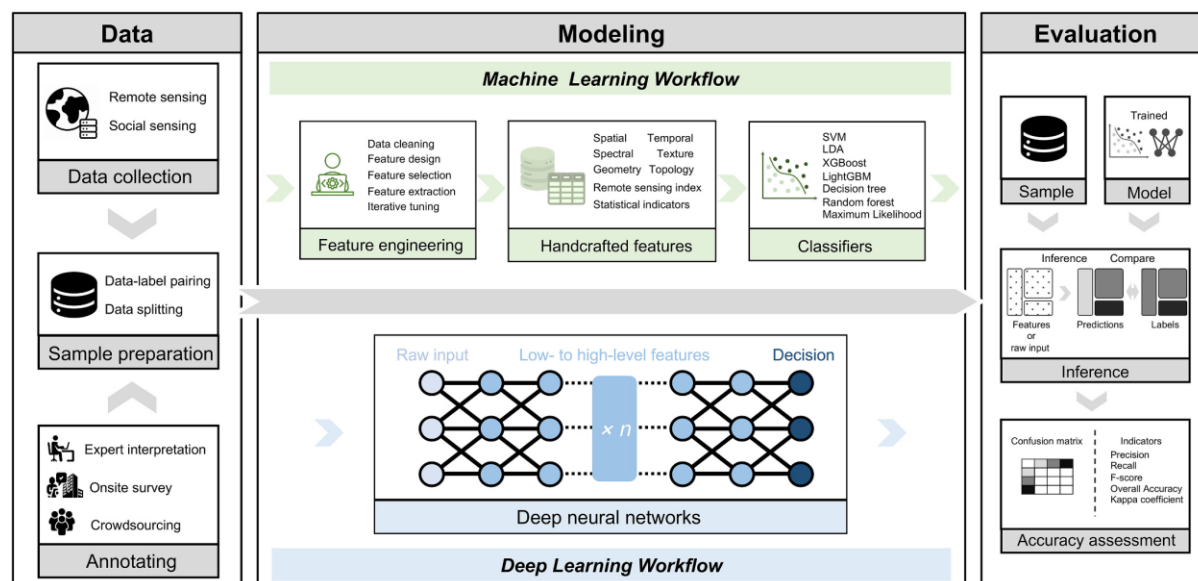 Data
Remote sensing
Social sensing
Data collection
Data-label pairing
Data splitting
Sample preparation
Expert interpretation
Onsite survey
Crowdsourcing
Annotating
Modeling
Machine Learning Workflow
Data cleaning
Feature design
Feature selection
Feature extraction
Iterative tuning
Feature engineering
Spatial Temporal
Spectral Texture
Geometry Topology
Remote sensing index
Statistical indicators
Handcrafted features
SVM
LDA
XGBoost
LightGBM
Decision tree
Random forest
Maximum Likelihood
Classifiers
Raw input
Low- to high-level features
Decision
× n
Deep neural networks
Deep Learning Workflow
Evaluation
Sample
Trained
Model
Inference Compare
Features
or
raw input
Predictions
Labels
Inference
Confusion matrix
Indicators
Precision
Recall
F-score
Overall Accuracy
Kappa coefficient
Accuracy assessment